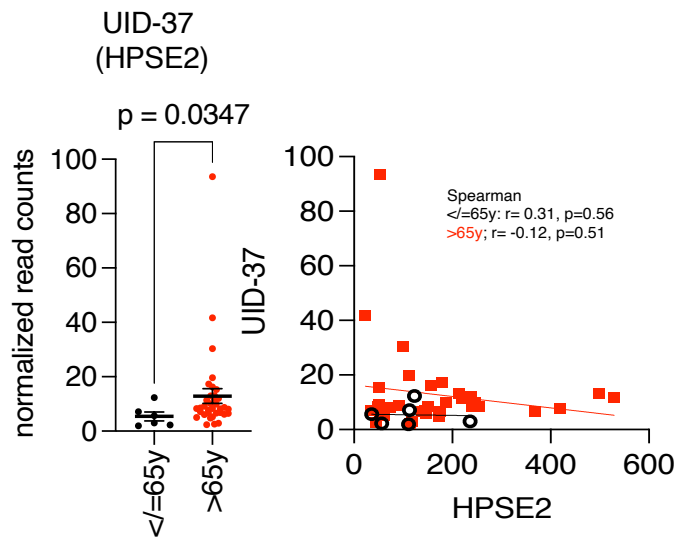 UID-37
(HPSE2)
p = 0.0347
normalized read counts
100
80
60
40
20
0
</=65y
>65y
UID-37
100
80
60
40
20
0
Spearman
</=65y: r= 0.31, p=0.56
>65y; r= -0.12, p=0.51
0
200
400
600
HPSE2